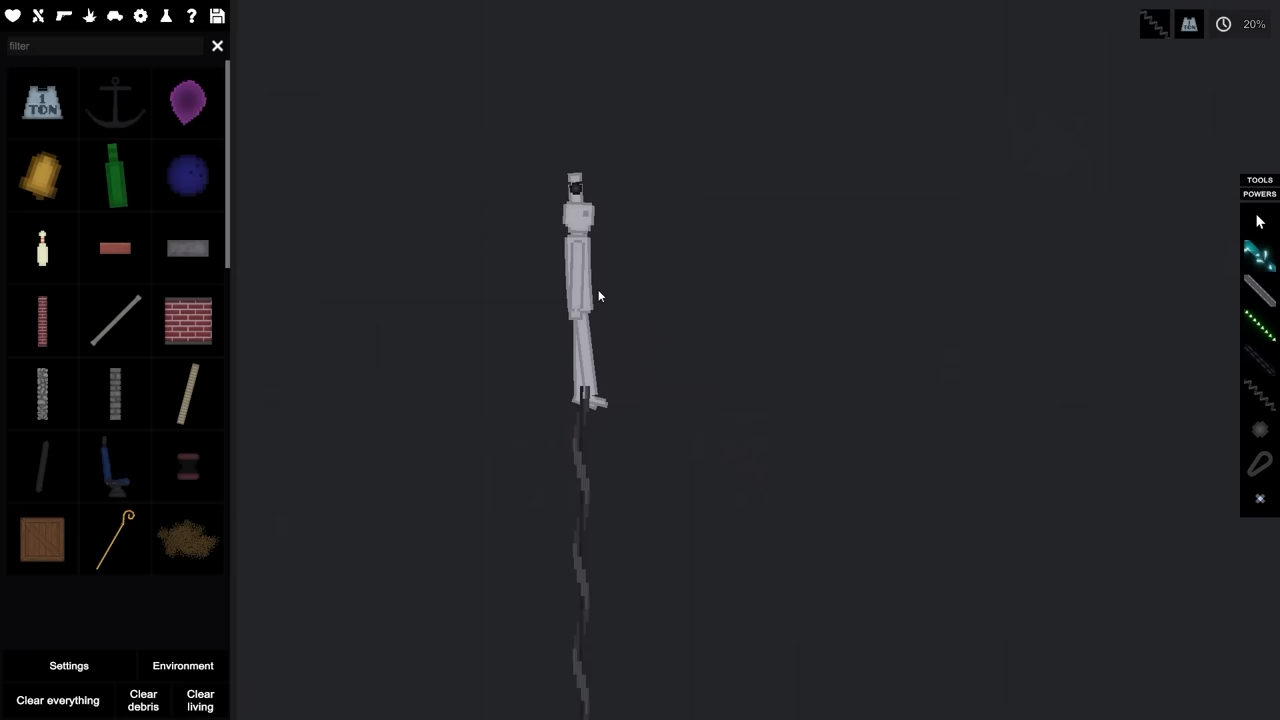 20%
filter
1
TON
TOOLS
POWERS
Settings
Environment
Clear everything
Clear
debris
Clear
living